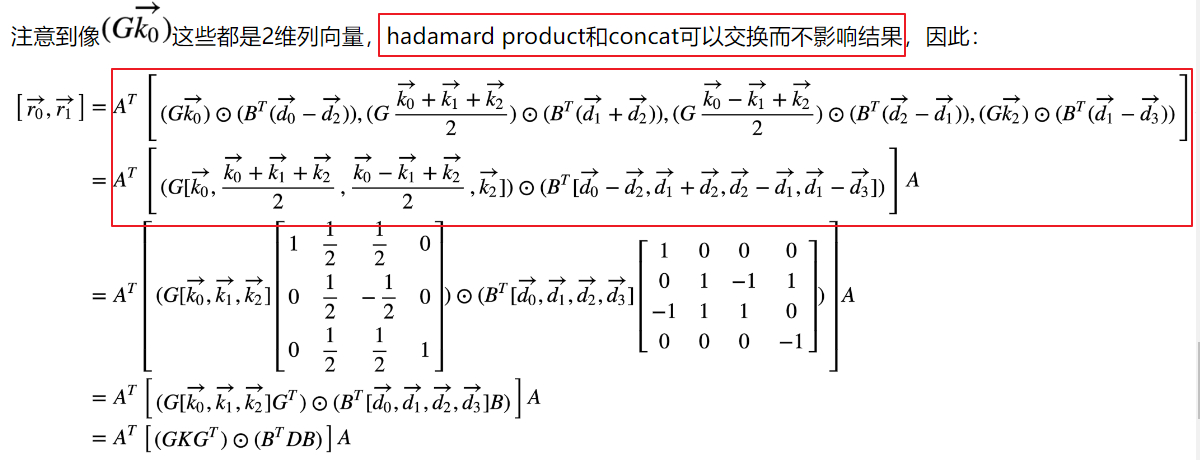 注意到像$(G\overrightarrow{k_0})$这些都是2维列向量，hadamard product和concat可以交换而不影响结果，因此：
$[\overrightarrow{r_0},\overrightarrow{r_1}] = A^T \left[ (G\overrightarrow{k_0}) \odot (B^T(\overrightarrow{d_0} - \overrightarrow{d_2})), (G\frac{\overrightarrow{k_0} + \overrightarrow{k_1} + \overrightarrow{k_2}}{2}) \odot (B^T(\overrightarrow{d_1} + \overrightarrow{d_2})), (G\frac{\overrightarrow{k_0} - \overrightarrow{k_1} + \overrightarrow{k_2}}{2}) \odot (B^T(\overrightarrow{d_2} - \overrightarrow{d_1})), (G\overrightarrow{k_2}) \odot (B^T(\overrightarrow{d_1} - \overrightarrow{d_3})) \right]$
$= A^T \left[ (G[\overrightarrow{k_0}, \frac{\overrightarrow{k_0} + \overrightarrow{k_1} + \overrightarrow{k_2}}{2}, \frac{\overrightarrow{k_0} - \overrightarrow{k_1} + \overrightarrow{k_2}}{2}, \overrightarrow{k_2}]) \odot (B^T[\overrightarrow{d_0} - \overrightarrow{d_2}, \overrightarrow{d_1} + \overrightarrow{d_2}, \overrightarrow{d_2} - \overrightarrow{d_1}, \overrightarrow{d_1} - \overrightarrow{d_3}]) \right] A$
$= A^T \left[ (G[\overrightarrow{k_0}, \overrightarrow{k_1}, \overrightarrow{k_2}] \begin{bmatrix} 1 & \frac{1}{2} & \frac{1}{2} & 0 \\ 0 & \frac{1}{2} & -\frac{1}{2} & 0 \\ 0 & \frac{1}{2} & \frac{1}{2} & 1 \end{bmatrix}) \odot (B^T[\overrightarrow{d_0}, \overrightarrow{d_1}, \overrightarrow{d_2}, \overrightarrow{d_3}] \begin{bmatrix} 1 & 0 & 0 & 0 \\ 0 & 1 & -1 & 1 \\ -1 & 1 & 1 & 0 \\ 0 & 0 & 0 & -1 \end{bmatrix}) \right] A$
$= A^T \left[ (G[\overrightarrow{k_0}, \overrightarrow{k_1}, \overrightarrow{k_2}]G^T) \odot (B^T[\overrightarrow{d_0}, \overrightarrow{d_1}, \overrightarrow{d_2}, \overrightarrow{d_3}]B) \right] A$
$= A^T \left[ (GKG^T) \odot (B^TDB) \right] A$